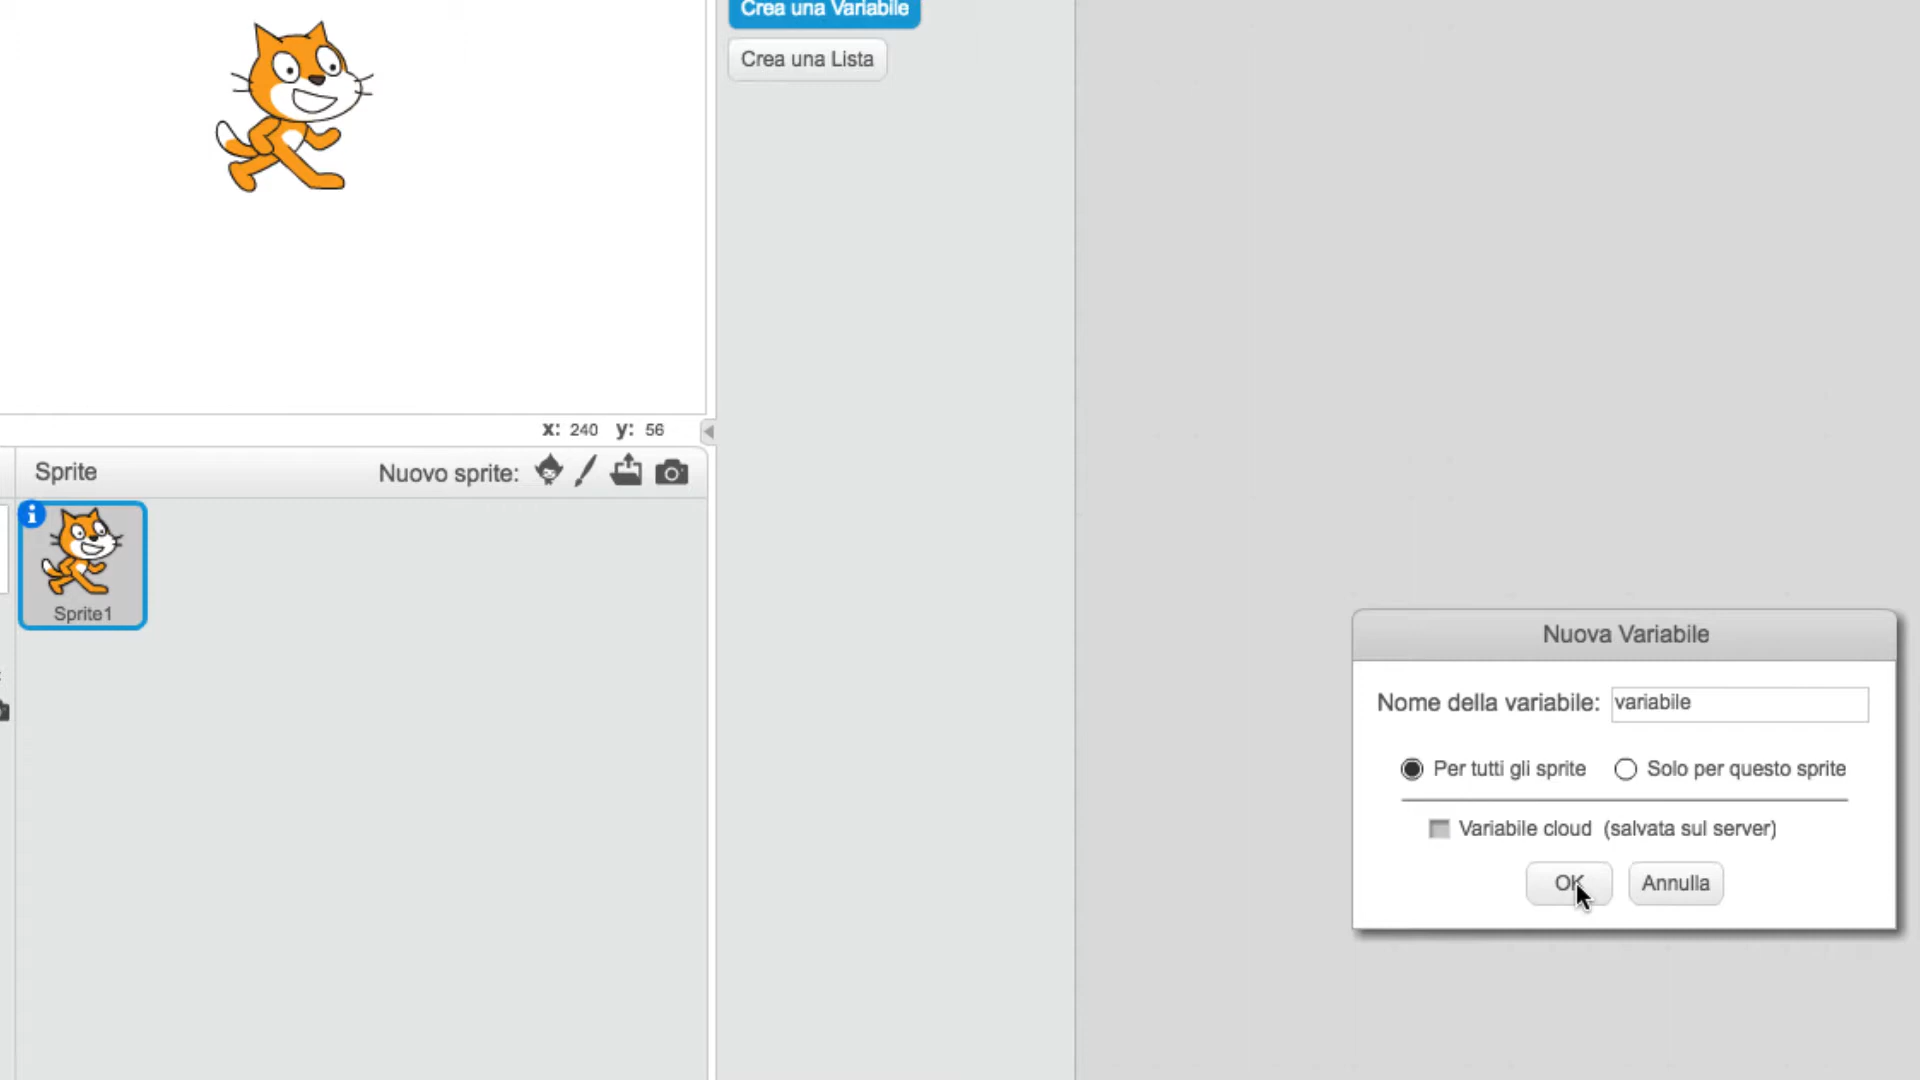 Crea una Variabile
Crea una Lista
x: 240 y: 56
Sprite Nuovo sprite:
Sprite1
Nuova Variabile
Nome della variabile: variabile
Per tutti gli sprite Solo per questo sprite
Variabile cloud (salvata sul server)
OK Annulla